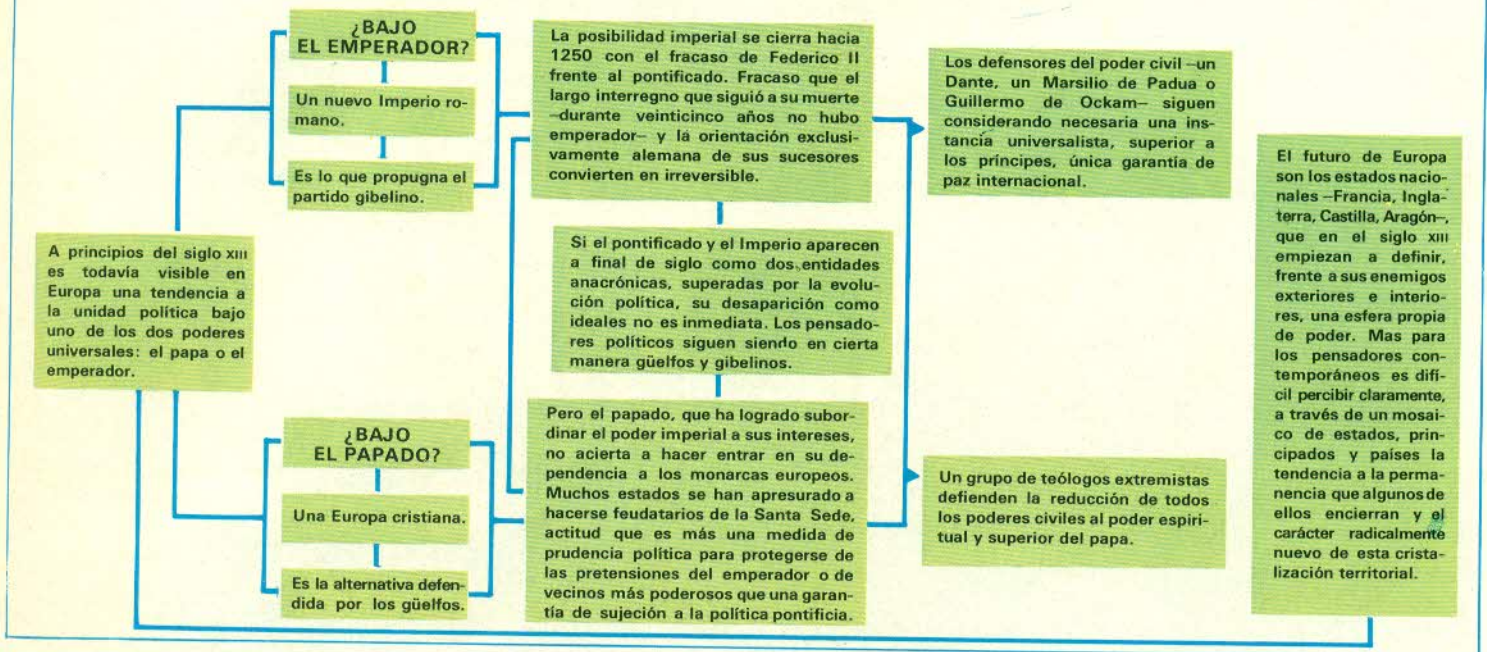 A principios del siglo XIII
es todavía visible en
Europa una tendencia a
la unidad política bajo
uno de los dos poderes
universales: el papa o el
emperador.
¿BAJO
EL EMPERADOR?
Un nuevo Imperio ro-
mano.
Es lo que propugna el
partido gibelino.
¿BAJO
EL PAPADO?
Una Europa cristiana.
Es la alternativa defen-
dida por los güelfos.
La posibilidad imperial se cierra hacia
1250 con el fracaso de Federico II
frente al pontificado. Fracaso que el
largo interregno que siguió a su muerte
–durante veinticinco años no hubo
emperador– y la orientación exclusi-
vamente alemana de sus sucesores
convierten en irreversible.
Si el pontificado y el Imperio aparecen
a final de siglo como dos entidades
anacrónicas, superadas por la evolu-
ción política, su desaparición como
ideales no es inmediata. Los pensado-
res políticos siguen siendo en cierta
manera güelfos y gibelinos.
Pero el papado, que ha logrado subor-
dinar el poder imperial a sus intereses,
no acierta a hacer entrar en su de-
pendencia a los monarcas europeos.
Muchos estados se han apresurado a
hacerse feudatarios de la Santa Sede,
actitud que es más una medida de
prudencia política para protegerse de
las pretensiones del emperador o de
vecinos más poderosos que una garan-
tía de sujeción a la política pontificia.
Los defensores del poder civil –un
Dante, un Marsilio de Padua o
Guillermo de Ockam– siguen
considerando necesaria una ins-
tancia universalista, superior a
los príncipes, única garantía de
paz internacional.
Un grupo de teólogos extremistas
defienden la reducción de todos
los poderes civiles al poder espiri-
tual y superior del papa.
El futuro de Europa
son los estados nacio-
nales –Francia, Ingla-
terra, Castilla, Aragón–,
que en el siglo XIII
empiezan a definir,
frente a sus enemigos
exteriores e interio-
res, una esfera propia
de poder. Mas para
los pensadores con-
temporáneos es difí-
cil percibir claramente,
a través de un mosai-
co de estados, prin-
cipados y países la
tendencia a la perma-
nencia que algunos de
ellos encierran y el
carácter radicalmente
nuevo de esta crista-
lización territorial.